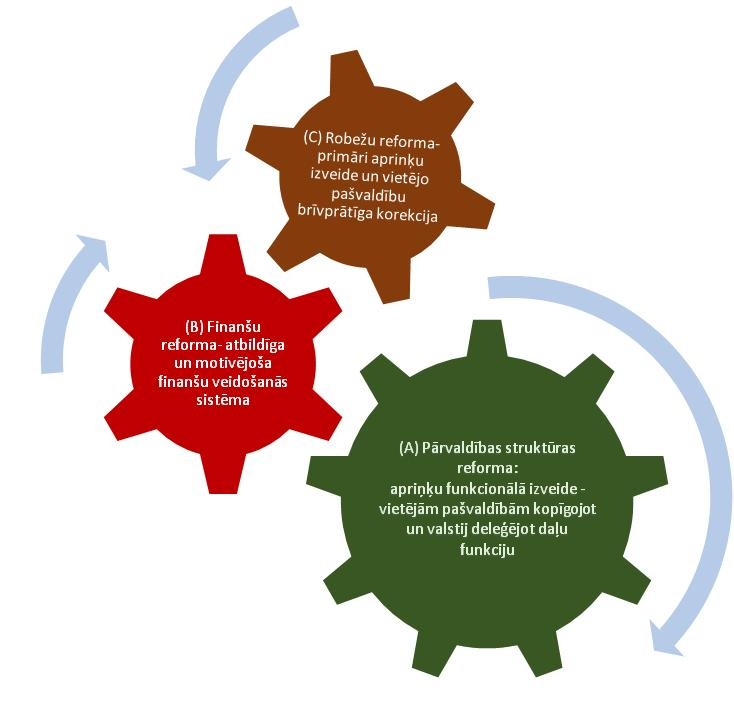 (C) Robežu reforma-
primāri apriņķu
izveide un vietējo
pašvaldību
brīvprātīga korekcija
(B) Finanšu
reforma- atbildīga
un motivējoša
finanšu veidošanās
sistēma
(A) Pārvaldības struktūras
reforma:
apriņķu funkcionālā izveide -
vietējām pašvaldībām kopīgojot
un valstij deleģējot daļu
funkciju